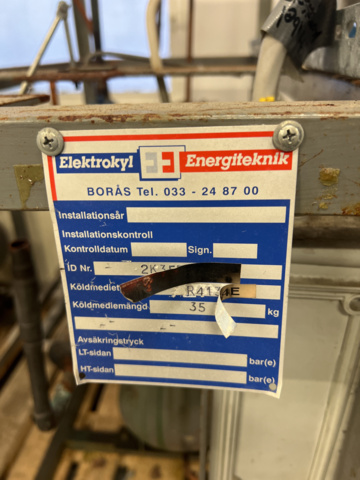 Elektrokyl Energiteknik
BORÅS Tel. 033 - 24 87 00
Installationsår
Installationskontroll
Kontrolldatum Sign.
ID Nr.
Köldmediet
Köldmediemängd 35 kg
Avsäkringstryck
LT-sidan bar(e)
HT-sidan bar(e)